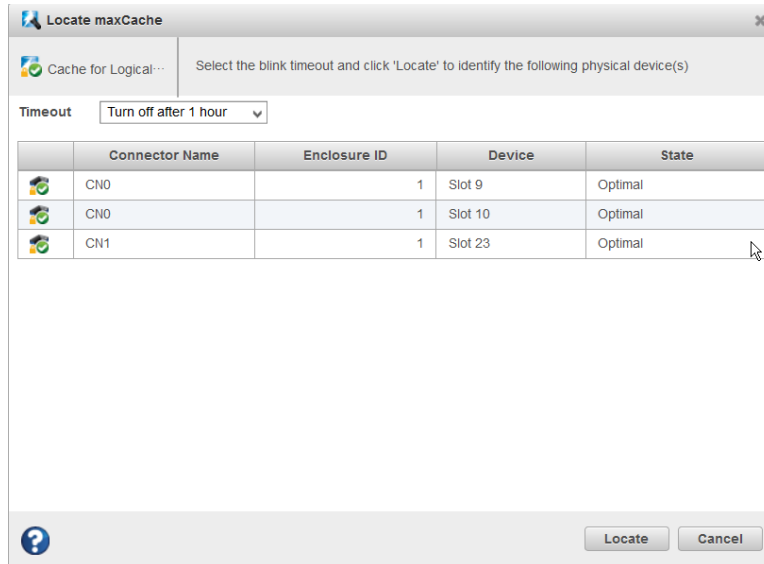 Locate maxCache
Cache for Logical···
Select the blink timeout and click 'Locate' to identify the following physical device(s)
Timeout Turn off after 1 hour
Connector Name Enclosure ID Device State
CN0 1 Slot 9 Optimal
CN0 1 Slot 10 Optimal
CN1 1 Slot 23 Optimal
Locate Cancel